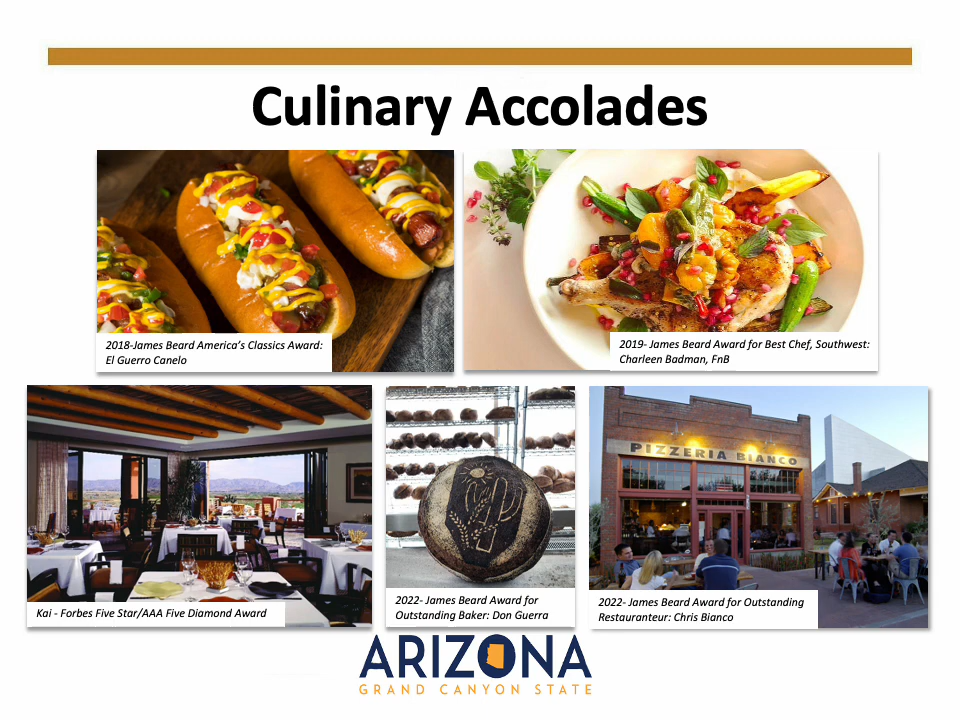 Culinary Accolades
2018-James Beard America's Classics Award:
El Guerro Canelo
2019- James Beard Award for Best Chef, Southwest:
Charleen Badman, FnB
Kai - Forbes Five Star/AAA Five Diamond Award
2022- James Beard Award for
Outstanding Baker: Don Guerra
PIZZERIA BIANCO
2022- James Beard Award for Outstanding
Restauranteur: Chris Bianco
ARIZONA
GRAND CANYON STATE